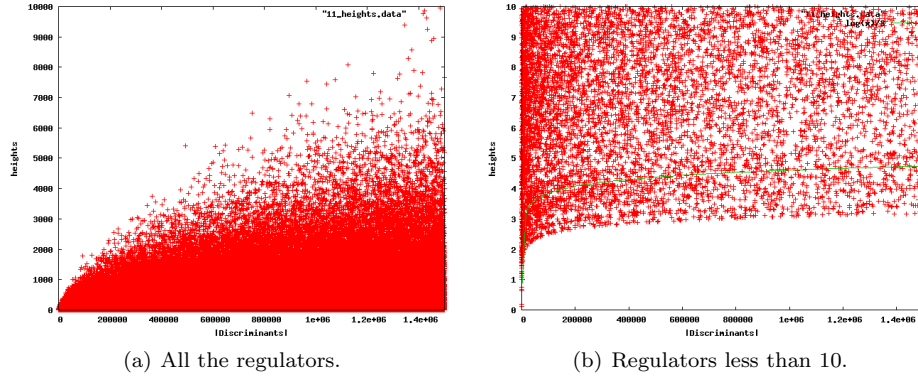 "11_heights.data"
10000
9000
8000
7000
6000
5000
4000
3000
2000
1000
0
heights
0 200000 400000 600000 800000 1e+06 1.2e+06 1.4e+06
|Discriminants|
(a) All the regulators.
10
9
8
7
6
5
4
3
2
1
0
heights
0 200000 400000 600000 800000 1e+06 1.2e+06 1.4e+06
|Discriminants|
(b) Regulators less than 10.